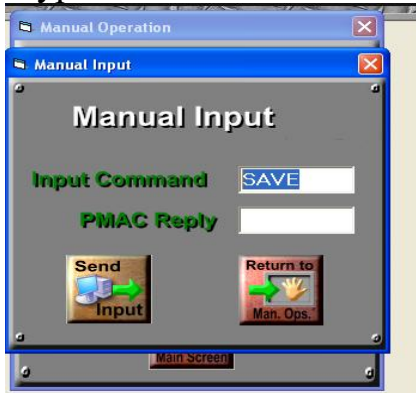 Manual Operation
Manual Input
Manual Input
Input Command SAVE
PMAC Reply
Send
Input
Return to
Man. Ops.
Main Screen